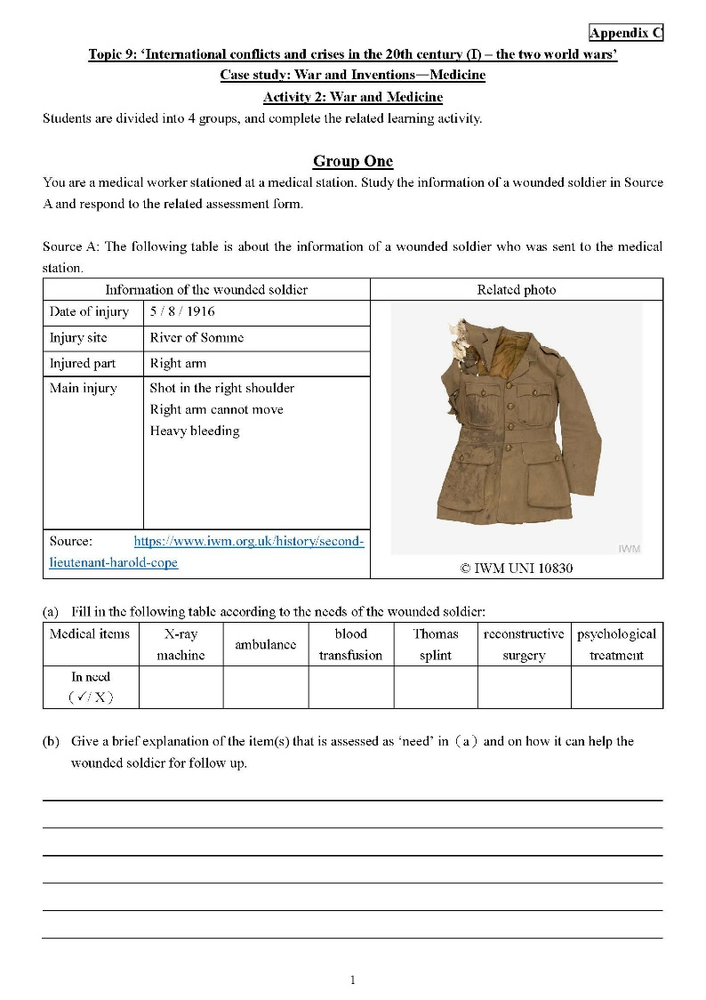 Appendix C
Topic 9: ‘International conflicts and crises in the 20th century (I) – the two world wars’
Case study: War and Inventions—Medicine
Activity 2: War and Medicine
Students are divided into 4 groups, and complete the related learning activity.
Group One
You are a medical worker stationed at a medical station. Study the information of a wounded soldier in Source
A and respond to the related assessment form.
Source A: The following table is about the information of a wounded soldier who was sent to the medical
station.
Information of the wounded soldier
Related photo
Date of injury
5 / 8 / 1916
Injury site
River of Somme
Injured part
Right arm
Main injury
Shot in the right shoulder
Right arm cannot move
Heavy bleeding
Source: https://www.iwm.org.uk/history/second-
lieutenant-harold-cope
IWM
© IWM UNI 10830
(a) Fill in the following table according to the needs of the wounded soldier:
Medical items
X-ray
machine
ambulance
blood
transfusion
Thomas
splint
reconstructive
surgery
psychological
treatment
In need
(✓/ X)
(b) Give a brief explanation of the item(s) that is assessed as ‘need’ in（a）and on how it can help the
wounded soldier for follow up.
1